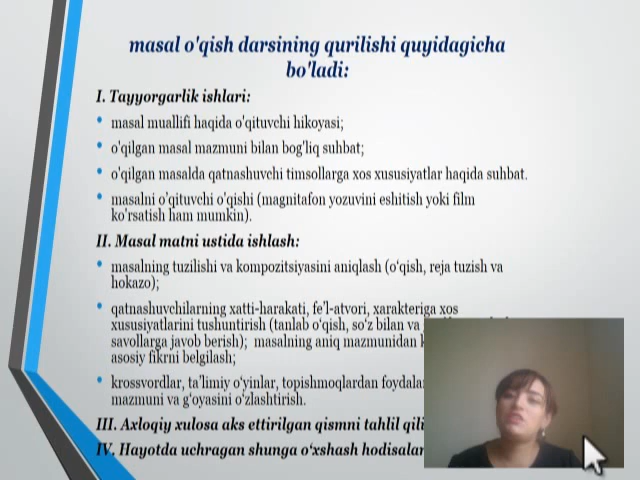 masal o'qish darsining qurilishi quyidagicha
bo'ladi:
I. Tayyorgarlik ishlari:
• masal muallifi haqida o'qituvchi hikoyasi;
• o'qilgan masal mazmuni bilan bog'liq suhbat;
• o'qilgan masalda qatnashuvchi timsollarga xos xususiyatlar haqida suhbat.
• masalni o'qituvchi o'qishi (magnitafon yozuvini eshitish yoki film
ko'rsatish ham mumkin).
II. Masal matni ustida ishlash:
• masalning tuzilishi va kompozitsiyasini aniqlash (o‘qish, reja tuzish va
hokazo);
• qatnashuvchilarning xatti-harakati, fe’l-atvori, xarakteriga xos
xususiyatlarini tushuntirish (tanlab o‘qish, so‘z bilan va
savollarga javob berish); masalning aniq mazmunidan
asosiy fikrni belgilash;
• krossvordlar, ta’limiy o‘yinlar, topishmoqlardan
mazmuni va g‘oyasini o‘zlashtirish.
III. Axloqiy xulosa aks ettirilgan qismni tahlil
IV. Hayotda uchragan shunga o‘xshash